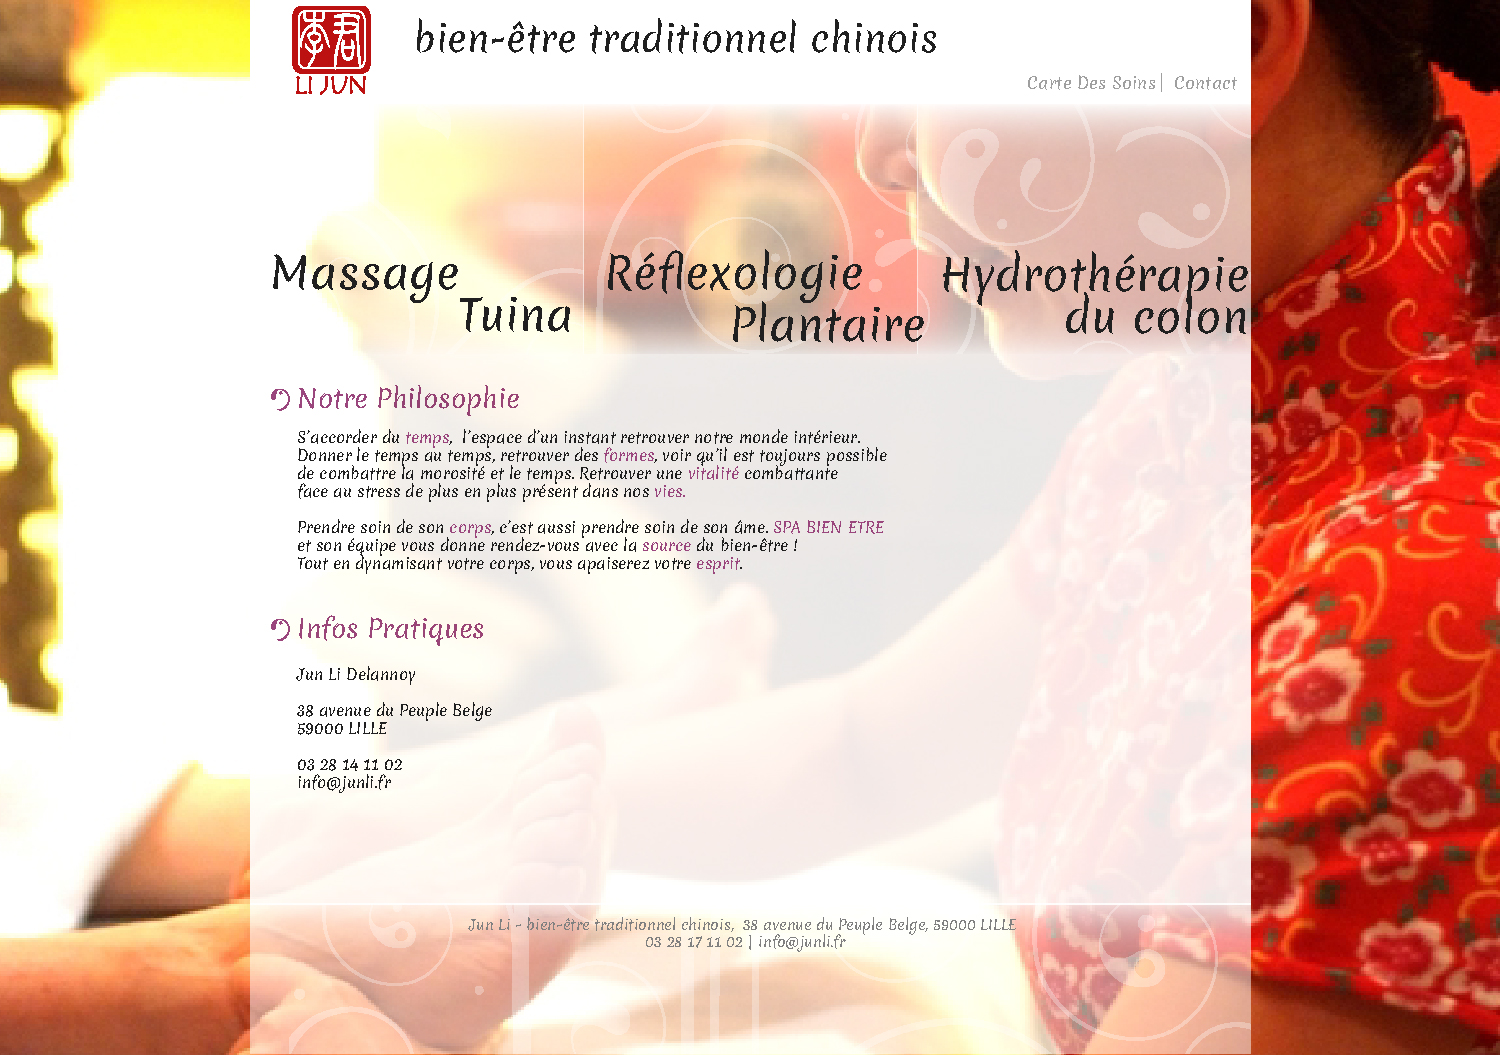 李君
LI JUN
bien-être traditionnel chinois
Carte Des Soins | Contact
Massage
Tuina
Réflexologie
Plantaire
Hydrothérapie
du colon
Notre Philosophie
S'accorder du temps, l'espace d'un instant retrouver notre monde intérieur.
Donner le temps au temps, retrouver des formes, voir qu'il est toujours possible
de combattre la morosité et le temps. Retrouver une vitalité combattante
face au stress de plus en plus présent dans nos vies.
Prendre soin de son corps, c'est aussi prendre soin de son âme. SPA BIEN ETRE
et son équipe vous donne rendez-vous avec la source du bien-être !
Tout en dynamisant votre corps, vous apaiserez votre esprit.
Infos Pratiques
Jun Li Delannoy
38 avenue du Peuple Belge
59000 LILLE
03 28 14 11 02
info@junli.fr
Jun Li - bien-être traditionnel chinois, 38 avenue du Peuple Belge, 59000 LILLE
03 28 17 11 02 | info@junli.fr